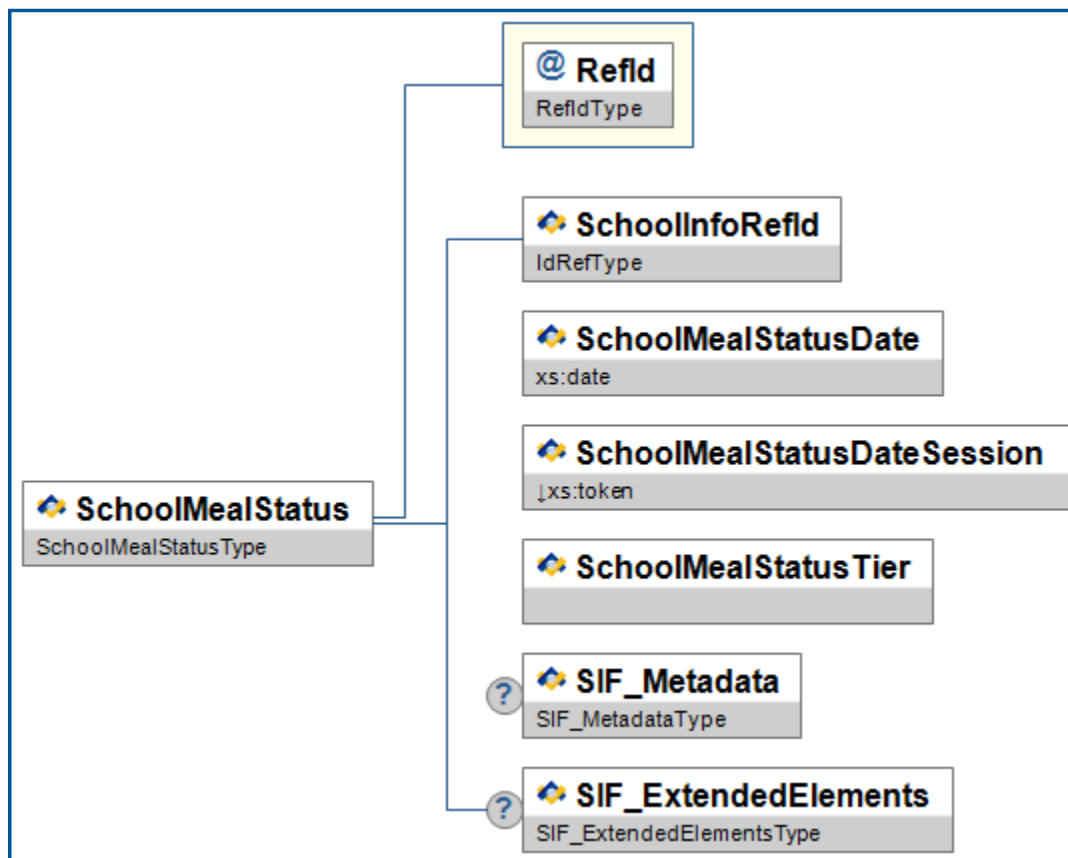 @ RefId
RefIdType
SchoolInfoRefId
IdRefType
SchoolMealStatusDate
xs:date
SchoolMealStatusDateSession
↓xs:token
SchoolMealStatus
SchoolMealStatusType
SchoolMealStatusTier
? SIF_Metadata
SIF_MetadataType
? SIF_ExtendedElements
SIF_ExtendedElementsType